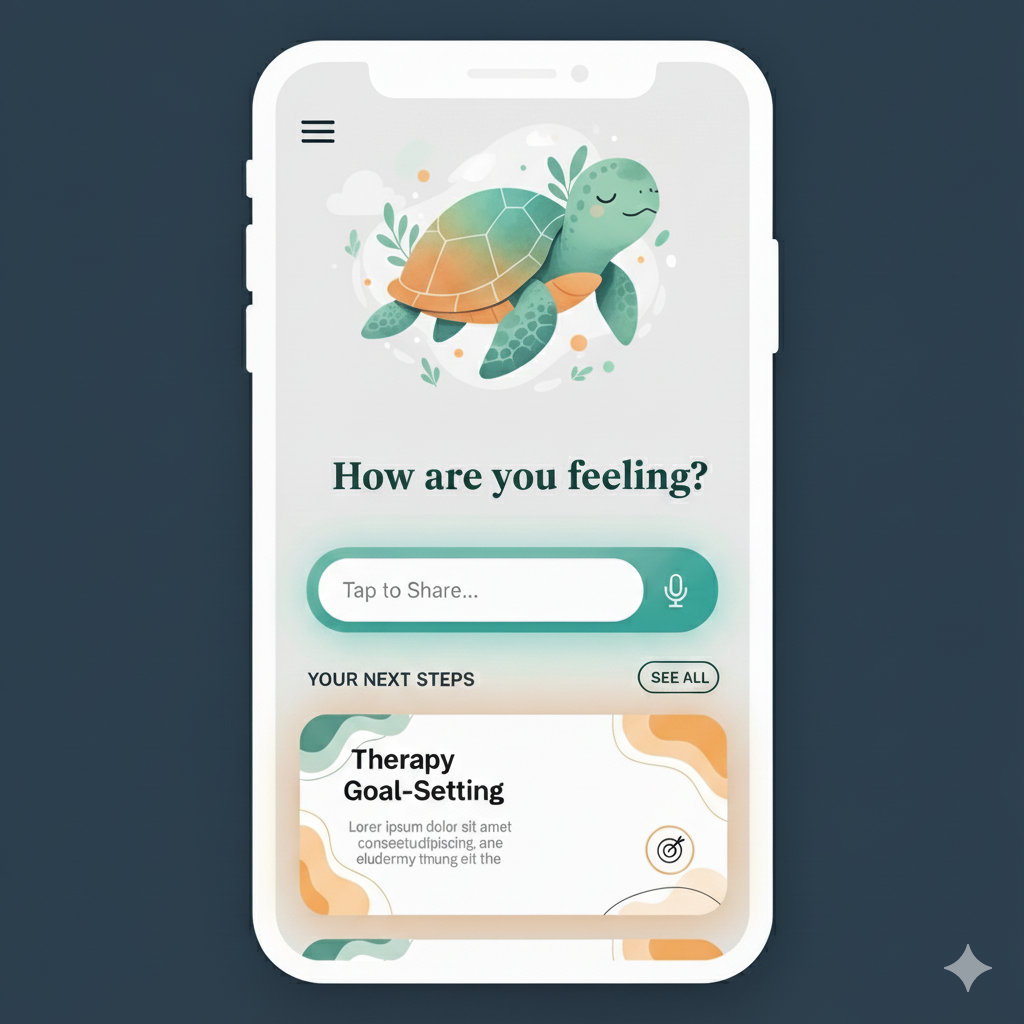 How are you feeling?
Tap to Share...
YOUR NEXT STEPS
SEE ALL
Therapy
Goal-Setting
Lorer ipsum dolor sit amet
conseetudipiscing, ane
eludermy tmung eit the